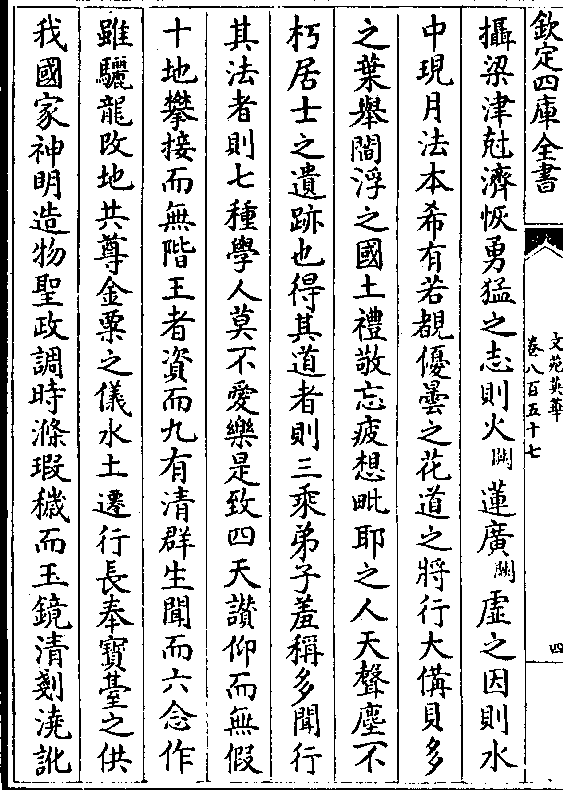 欽定四庫全書
文苑英華
卷八百五十七
四
攝梁津尅濟恢勇猛之志則火闕蓮廣闕虛之因則水
中現月法本希有若覩優曇之花道之將行大備貝多
之葉舉閻浮之國土禮敬忘疲想毗耶之人天聲塵不
朽居士之遺跡也得其道者則三乘弟子羞稱多聞行
其法者則七種學人莫不愛樂是致四天讃仰而無假
十地攀接而無階王者資而九有清群生聞而六念作
雖驪龍改地共尊金粟之儀水土遷行長奉寳臺之供
我國家神明造物聖政調時滌瑕穢而玉鏡清剗澆訛